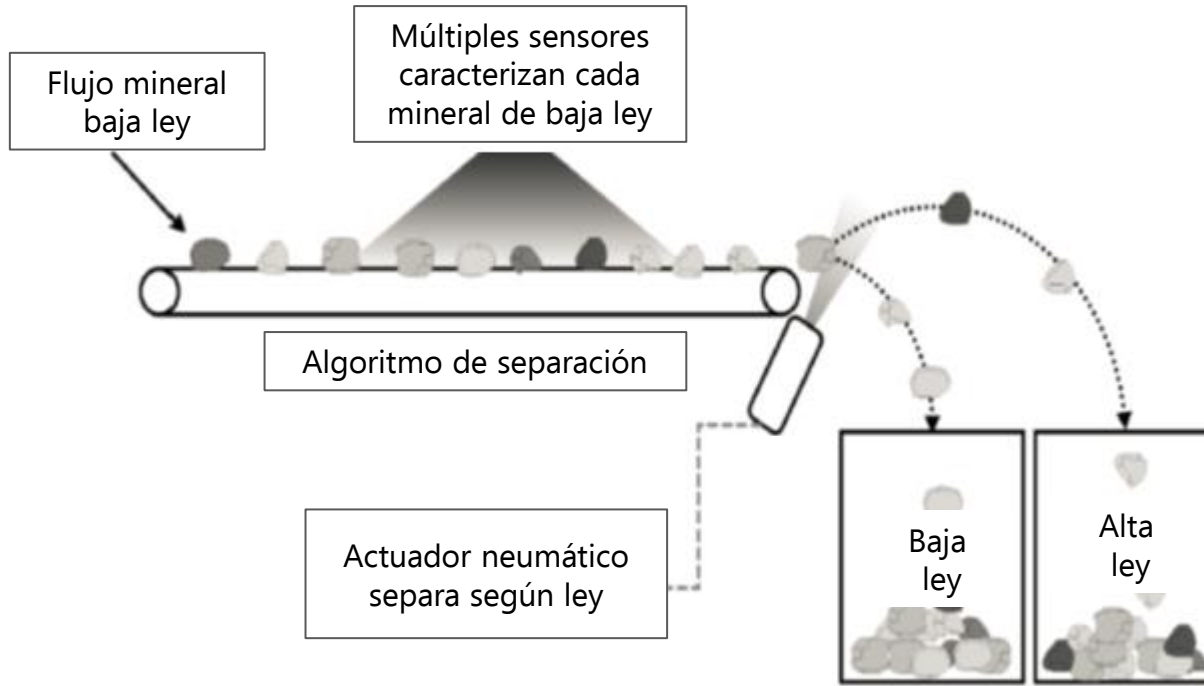 Flujo mineral
baja ley
Múltiples sensores
caracterizan cada
mineral de baja ley
Algoritmo de separación
Actuador neumático
separa según ley
Baja
ley
Alta
ley